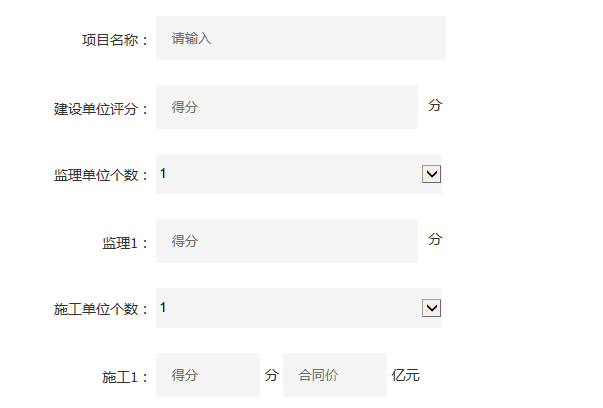 项目名称： 请输入
建设单位评分： 得分 分
监理单位个数： 1
监理1： 得分 分
施工单位个数： 1
施工1： 得分 分 合同价 亿元